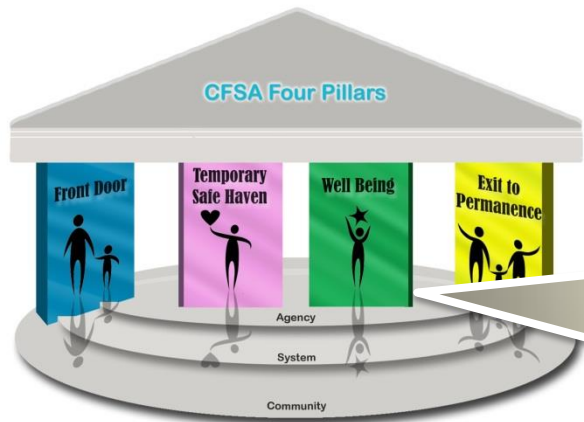 CFSA Four Pillars
Front Door
Temporary
Safe Haven
Well Being
Exit to
Permanence
Agency
System
Community